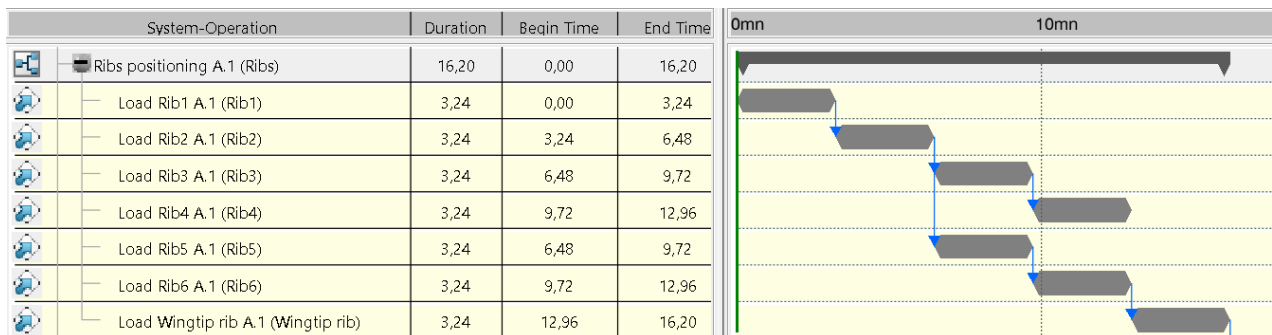 System-Operation Duration Begin Time End Time 0mn 10mn
Ribs positioning A.1 (Ribs) 16,20 0,00 16,20
Load Rib1 A.1 (Rib1) 3,24 0,00 3,24
Load Rib2 A.1 (Rib2) 3,24 3,24 6,48
Load Rib3 A.1 (Rib3) 3,24 6,48 9,72
Load Rib4 A.1 (Rib4) 3,24 9,72 12,96
Load Rib5 A.1 (Rib5) 3,24 6,48 9,72
Load Rib6 A.1 (Rib6) 3,24 9,72 12,96
Load Wingtip rib A.1 (Wingtip rib) 3,24 12,96 16,20